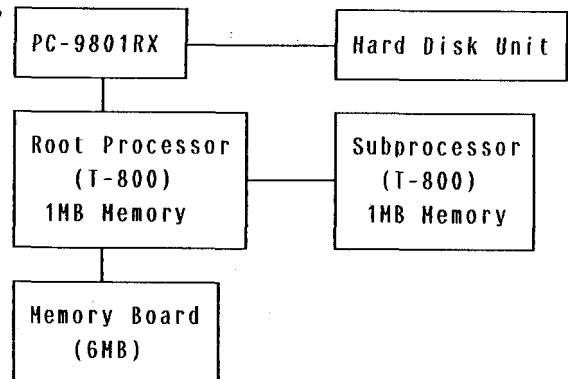 PC-9801RX
Hard Disk Unit
Root Processor
(T-800)
1MB Memory
Subprocessor
(T-800)
1MB Memory
Memory Board
(6MB)